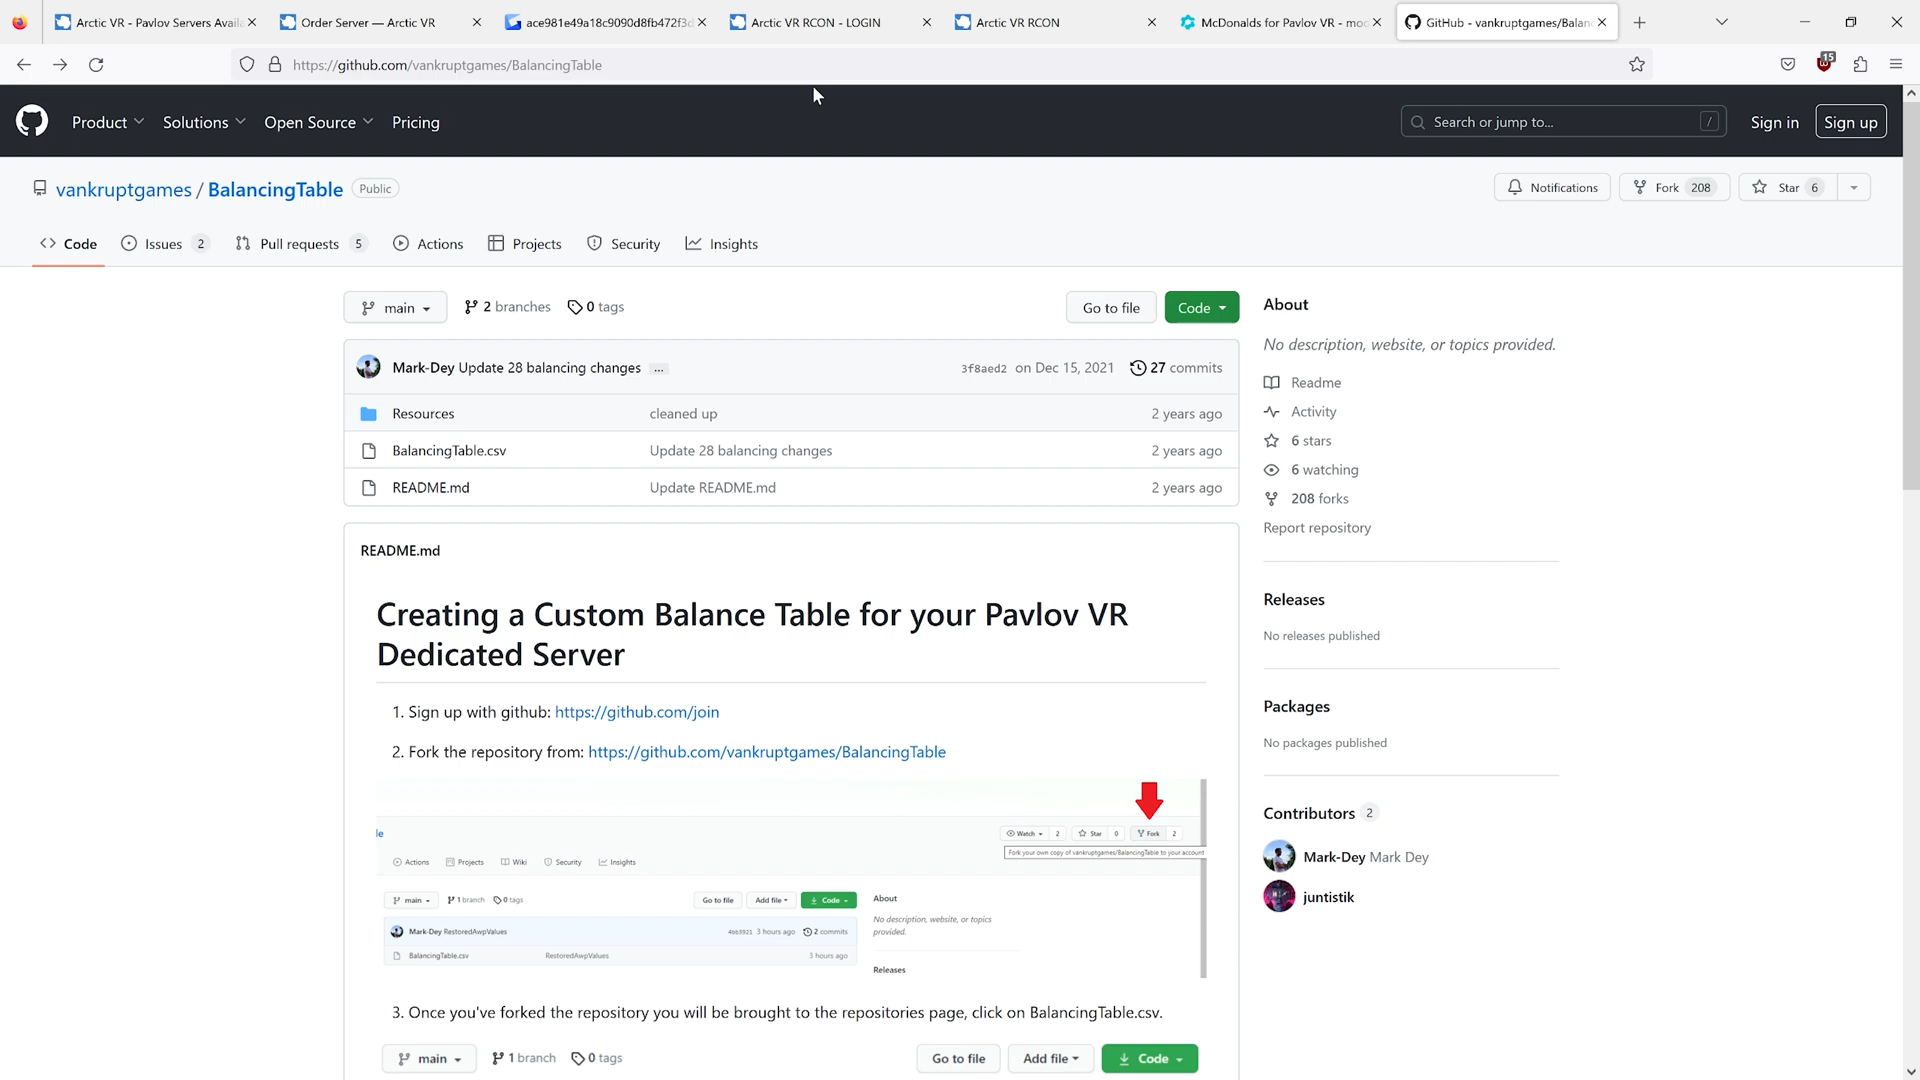 Arctic VR - Pavlov Servers Availa
Order Server — Arctic VR
ace981e49a18c9090d8fb472f3d
Arctic VR RCON - LOGIN
Arctic VR RCON
McDonalds for Pavlov VR - mod
GitHub - vankruptgames/Balanc
https://github.com/vankruptgames/BalancingTable
15
Product
Solutions
Open Source
Pricing
Search or jump to...
/
Sign in
Sign up
vankruptgames / BalancingTable
Public
Notifications
Fork 208
Star 6
Code
Issues 2
Pull requests 5
Actions
Projects
Security
Insights
main
2 branches
0 tags
Go to file
Code
Mark-Dey Update 28 balancing changes ...
3f8aed2 on Dec 15, 2021
27 commits
Resources
cleaned up
2 years ago
BalancingTable.csv
Update 28 balancing changes
2 years ago
README.md
Update README.md
2 years ago
README.md
Creating a Custom Balance Table for your Pavlov VR
Dedicated Server
1. Sign up with github: https://github.com/join
2. Fork the repository from: https://github.com/vankruptgames/BalancingTable
le
Watch 2
Star 0
Fork 2
Fork your own copy of vankruptgames/BalancingTable to your account
Actions
Projects
Wiki
Security
Insights
main
1 branch
0 tags
Go to file
Add file
Code
Mark-Dey RestoredAwpValues
3 hours ago
2 commits
BalancingTable.csv
RestoredAwpValues
3 hours ago
About
No description, website, or topics
provided.
Releases
3. Once you've forked the repository you will be brought to the repositories page, click on BalancingTable.csv.
main
1 branch
0 tags
Go to file
Add file
Code
About
No description, website, or topics provided.
Readme
Activity
6 stars
6 watching
208 forks
Report repository
Releases
No releases published
Packages
No packages published
Contributors 2
Mark-Dey Mark Dey
juntistik